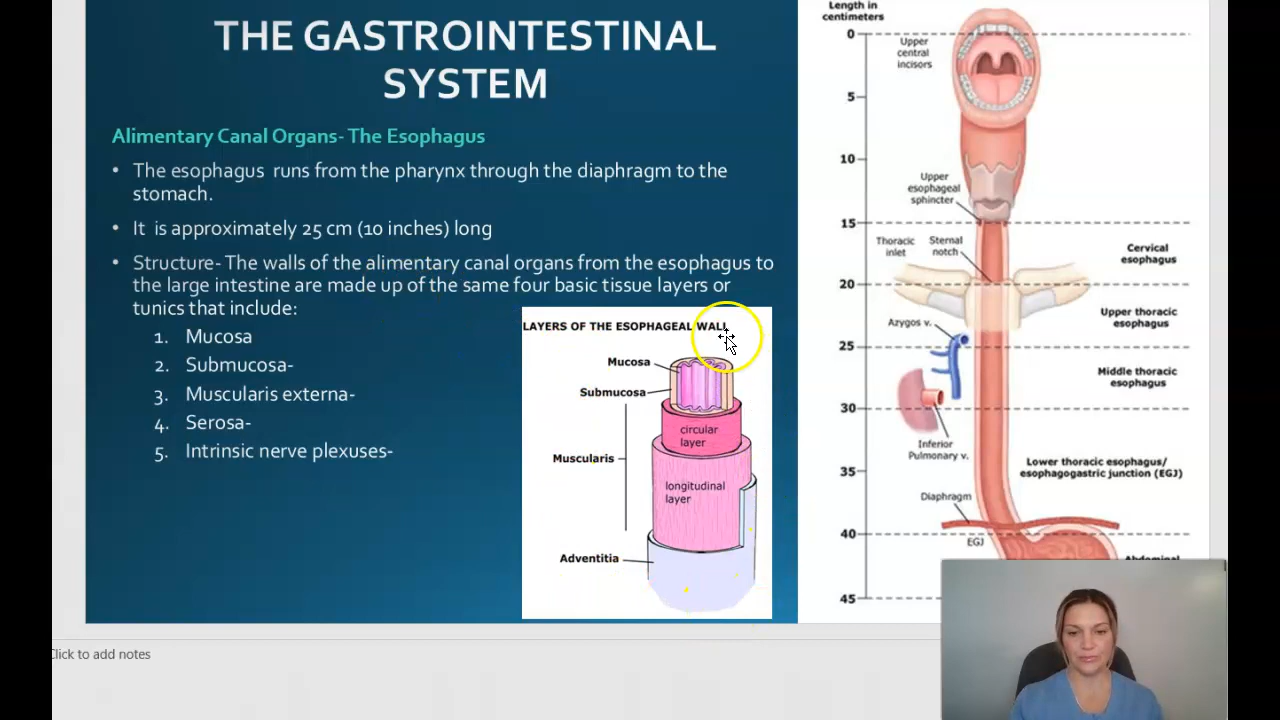 THE GASTROINTESTINAL
SYSTEM
Alimentary Canal Organs- The Esophagus
• The esophagus runs from the pharynx through the diaphragm to the
stomach.
• It is approximately 25 cm (10 inches) long
• Structure- The walls of the alimentary canal organs from the esophagus to
the large intestine are made up of the same four basic tissue layers or
tunics that include:
1. Mucosa
2. Submucosa-
3. Muscularis externa-
4. Serosa-
5. Intrinsic nerve plexuses-
LAYERS OF THE ESOPHAGEAL WALL
Mucosa
Submucosa
circular
layer
Muscularis
longitudinal
layer
Adventitia
Length in
centimeters
0
Upper
central
incisors
5
10
Upper
esophageal
sphincter
15
Thoracic
inlet
Sternal
notch
Cervical
esophagus
20
Azygos v.
Upper thoracic
esophagus
25
Middle thoracic
esophagus
30
Inferior
Pulmonary v.
35
Lower thoracic esophagus/
esophagogastric junction (EGJ)
Diaphragm
40
EGJ
Abdominal
45
Click to add notes